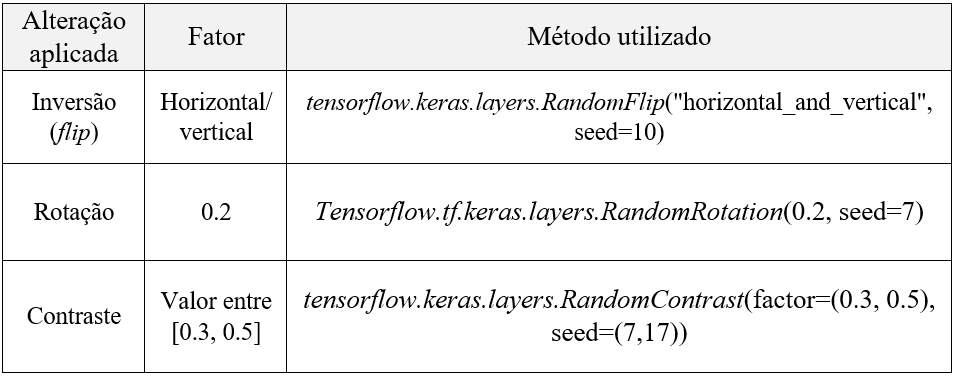 Alteração
aplicada
Fator
Método utilizado
Inversão
(flip)
Horizontal/
vertical
tensorflow.keras.layers.RandomFlip("horizontal_and_vertical",
seed=10)
Rotação
0.2
Tensorflow.tf.keras.layers.RandomRotation(0.2, seed=7)
Contraste
Valor entre
[0.3, 0.5]
tensorflow.keras.layers.RandomContrast(factor=(0.3, 0.5),
seed=(7,17))